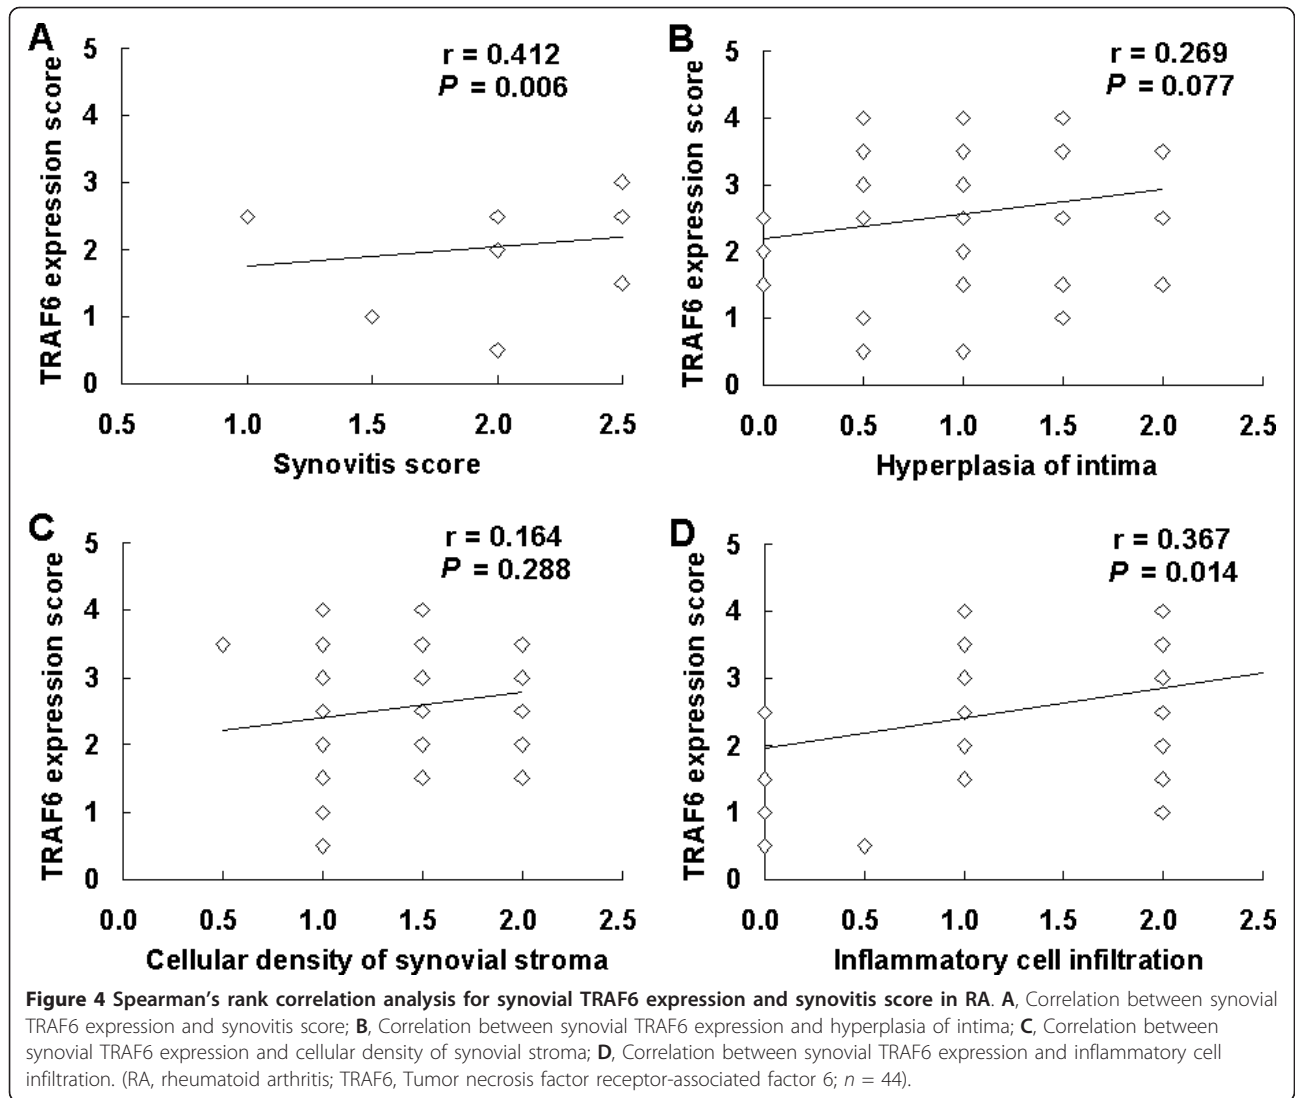 A
r = 0.412
P = 0.006
TRAF6 expression score
5
4
3
2
1
0
0.5 1.0 1.5 2.0 2.5
Synovitis score
B
r = 0.269
P = 0.077
TRAF6 expression score
5
4
3
2
1
0
0.0 0.5 1.0 1.5 2.0 2.5
Hyperplasia of intima
C
r = 0.164
P = 0.288
TRAF6 expression score
5
4
3
2
1
0
0.0 0.5 1.0 1.5 2.0 2.5
Cellular density of synovial stroma
D
r = 0.367
P = 0.014
TRAF6 expression score
5
4
3
2
1
0
0.0 0.5 1.0 1.5 2.0 2.5
Inflammatory cell infiltration
Figure 4 Spearman's rank correlation analysis for synovial TRAF6 expression and synovitis score in RA. A, Correlation between synovial
TRAF6 expression and synovitis score; B, Correlation between synovial TRAF6 expression and hyperplasia of intima; C, Correlation between
synovial TRAF6 expression and cellular density of synovial stroma; D, Correlation between synovial TRAF6 expression and inflammatory cell
infiltration. (RA, rheumatoid arthritis; TRAF6, Tumor necrosis factor receptor-associated factor 6; n = 44).